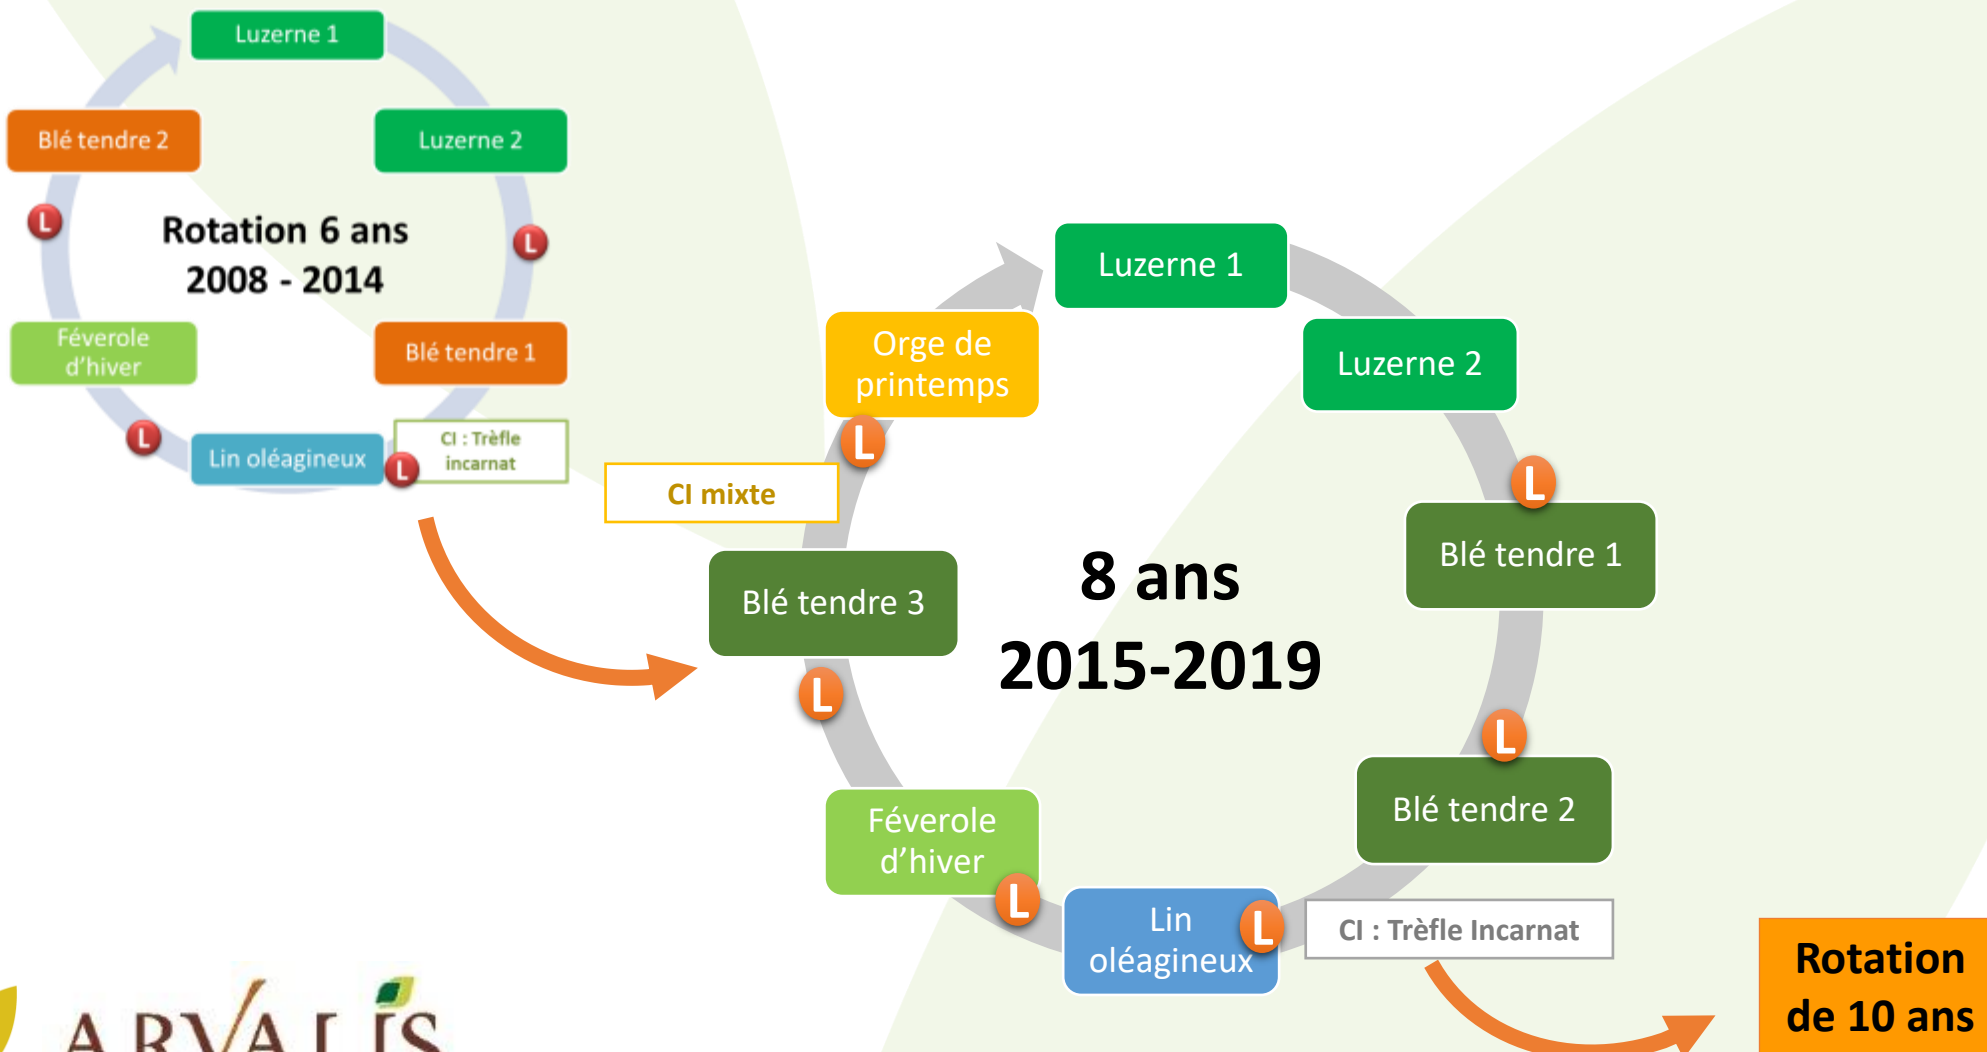 Luzerne 1
Luzerne 2
L
Blé tendre 1
CI : Trèfle
incarnat
L
Lin oléagineux
L
Féverole
d'hiver
L
Blé tendre 2
Rotation 6 ans
2008 - 2014
Luzerne 1
Luzerne 2
L
Blé tendre 1
L
Blé tendre 2
CI : Trèfle Incarnat
L
Lin
oléagineux
L
Féverole
d'hiver
L
Blé tendre 3
CI mixte
L
Orge de
printemps
8 ans
2015-2019
Rotation
de 10 ans
ARVALIS